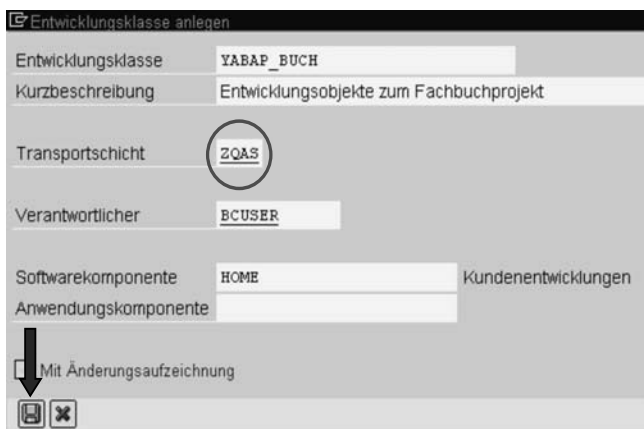 Entwicklungsklasse anlegen
Entwicklungsklasse YABAP_BUCH
Kurzbeschreibung Entwicklungsobjekte zum Fachbuchprojekt
Transportschicht ZQAS
Verantwortlicher BCUSER
Softwarekomponente HOME Kundenentwicklungen
Anwendungskomponente
Mit Änderungsaufzeichnung